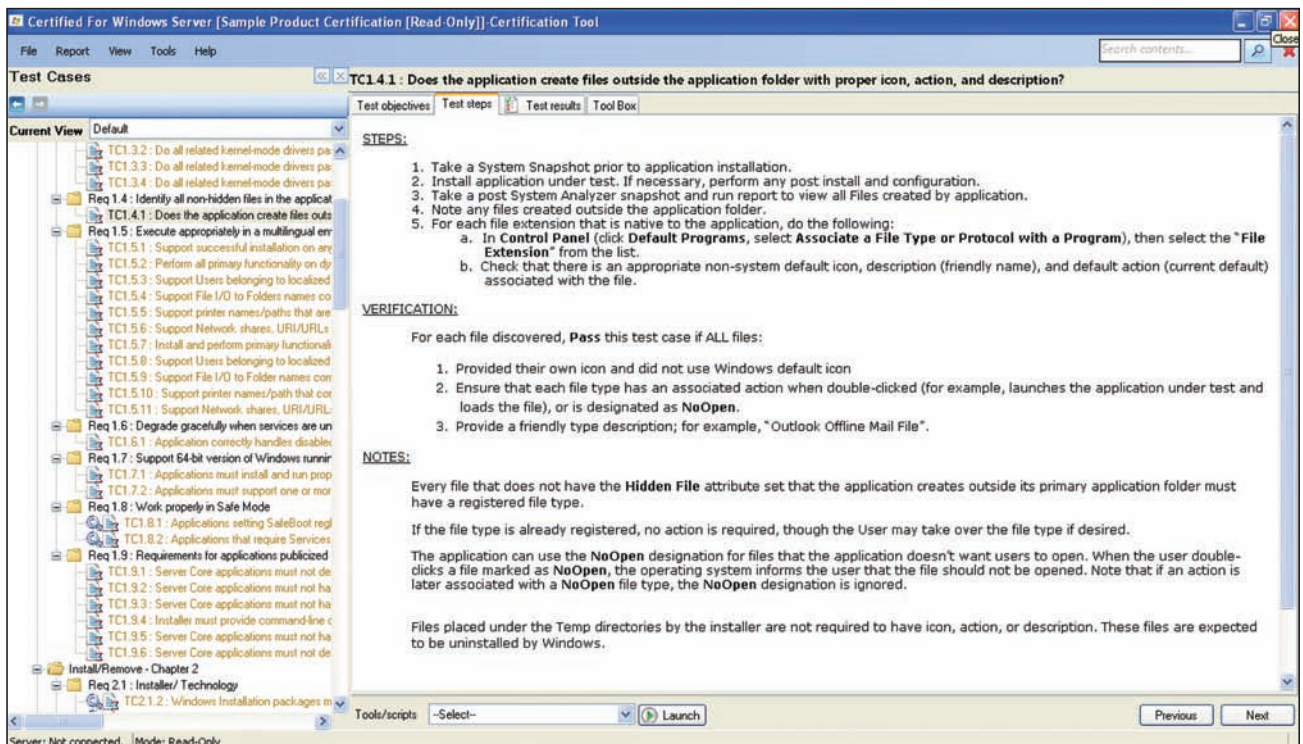 Certified For Windows Server [Sample Product Certification [Read-Only]]-Certification Tool
Close
File Report View Tools Help
Search contents...
Test Cases
TC1.4.1 : Does the application create files outside the application folder with proper icon, action, and description?
Test objectives Test steps Test results Tool Box
Current View Default
TC1.3.2 : Do all related kernel-mode drivers pa
TC1.3.3 : Do all related kernel-mode drivers pa
TC1.3.4 : Do all related kernel-mode drivers pa
Req 1.4 : Identify all non-hidden files in the applicat
TC1.4.1 : Does the application create files outs
Req 1.5 : Execute appropriately in a multilingual en
TC1.5.1 : Support successful installation on any
TC1.5.2 : Perform all primary functionality on dy
TC1.5.3 : Support Users belonging to localized
TC1.5.4 : Support File I/O to Folders names co
TC1.5.5 : Support printer names/paths that are
TC1.5.6 : Support Network shares, URI/URLs
TC1.5.7 : Install and perform primary functionali
TC1.5.8 : Support Users belonging to localized
TC1.5.9 : Support File I/O to Folder names con
TC1.5.10 : Support printer names/path that cor
TC1.5.11 : Support Network shares, URI/URL:
Req 1.6 : Degrade gracefully when services are un
TC1.6.1 : Application correctly handles disabled
Req 1.7 : Support 64-bit version of Windows runnir
TC1.7.1 : Applications must install and run prop
TC1.7.2 : Applications must support one or mor
Req 1.8 : Work properly in Safe Mode
TC1.8.1 : Applications setting SafeBoot regi
TC1.8.2 : Applications that require Services
Req 1.9 : Requirements for applications publicized
TC1.9.1 : Server Core applications must not de
TC1.9.2 : Server Core applications must not ha
TC1.9.3 : Server Core applications must not ha
TC1.9.4 : Installer must provide command-line c
TC1.9.5 : Server Core applications must not ha
TC1.9.6 : Server Core applications must not de
Install/Remove - Chapter 2
Req 2.1 : Installer/ Technology
TC2.1.2 : Windows Installation packages m
STEPS:
1. Take a System Snapshot prior to application installation.
2. Install application under test. If necessary, perform any post install and configuration.
3. Take a post System Analyzer snapshot and run report to view all Files created by application.
4. Note any files created outside the application folder.
5. For each file extension that is native to the application, do the following:
a. In Control Panel (click Default Programs, select Associate a File Type or Protocol with a Program), then select the "File
Extension" from the list.
b. Check that there is an appropriate non-system default icon, description (friendly name), and default action (current default)
associated with the file.
VERIFICATION:
For each file discovered, Pass this test case if ALL files:
1. Provided their own icon and did not use Windows default icon
2. Ensure that each file type has an associated action when double-clicked (for example, launches the application under test and
loads the file), or is designated as NoOpen.
3. Provide a friendly type description; for example, "Outlook Offline Mail File".
NOTES:
Every file that does not have the Hidden File attribute set that the application creates outside its primary application folder must
have a registered file type.
If the file type is already registered, no action is required, though the User may take over the file type if desired.
The application can use the NoOpen designation for files that the application doesn't want users to open. When the user double-
clicks a file marked as NoOpen, the operating system informs the user that the file should not be opened. Note that if an action is
later associated with a NoOpen file type, the NoOpen designation is ignored.
Files placed under the Temp directories by the installer are not required to have icon, action, or description. These files are expected
to be uninstalled by Windows.
Tools/scripts --Select-- Launch Previous Next
Server: Not connected. Mode: Read-Only